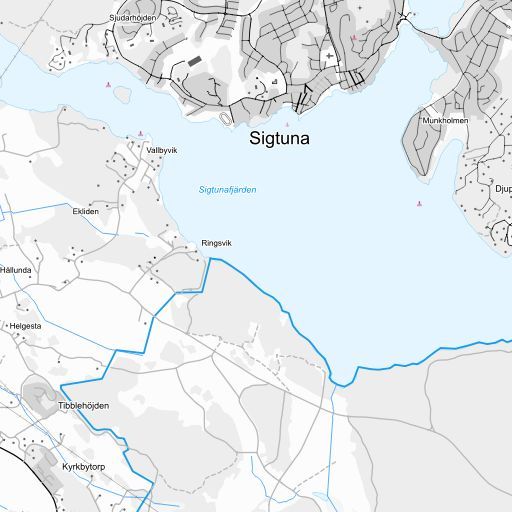 Sjudarhöjden
Munkholmen
Sigtuna
Vallbyvik
Sigtunafjärden
Djup
Ekliden
Ringsvik
Hällunda
Helgesta
Tibblehöjden
Kyrkbytorp